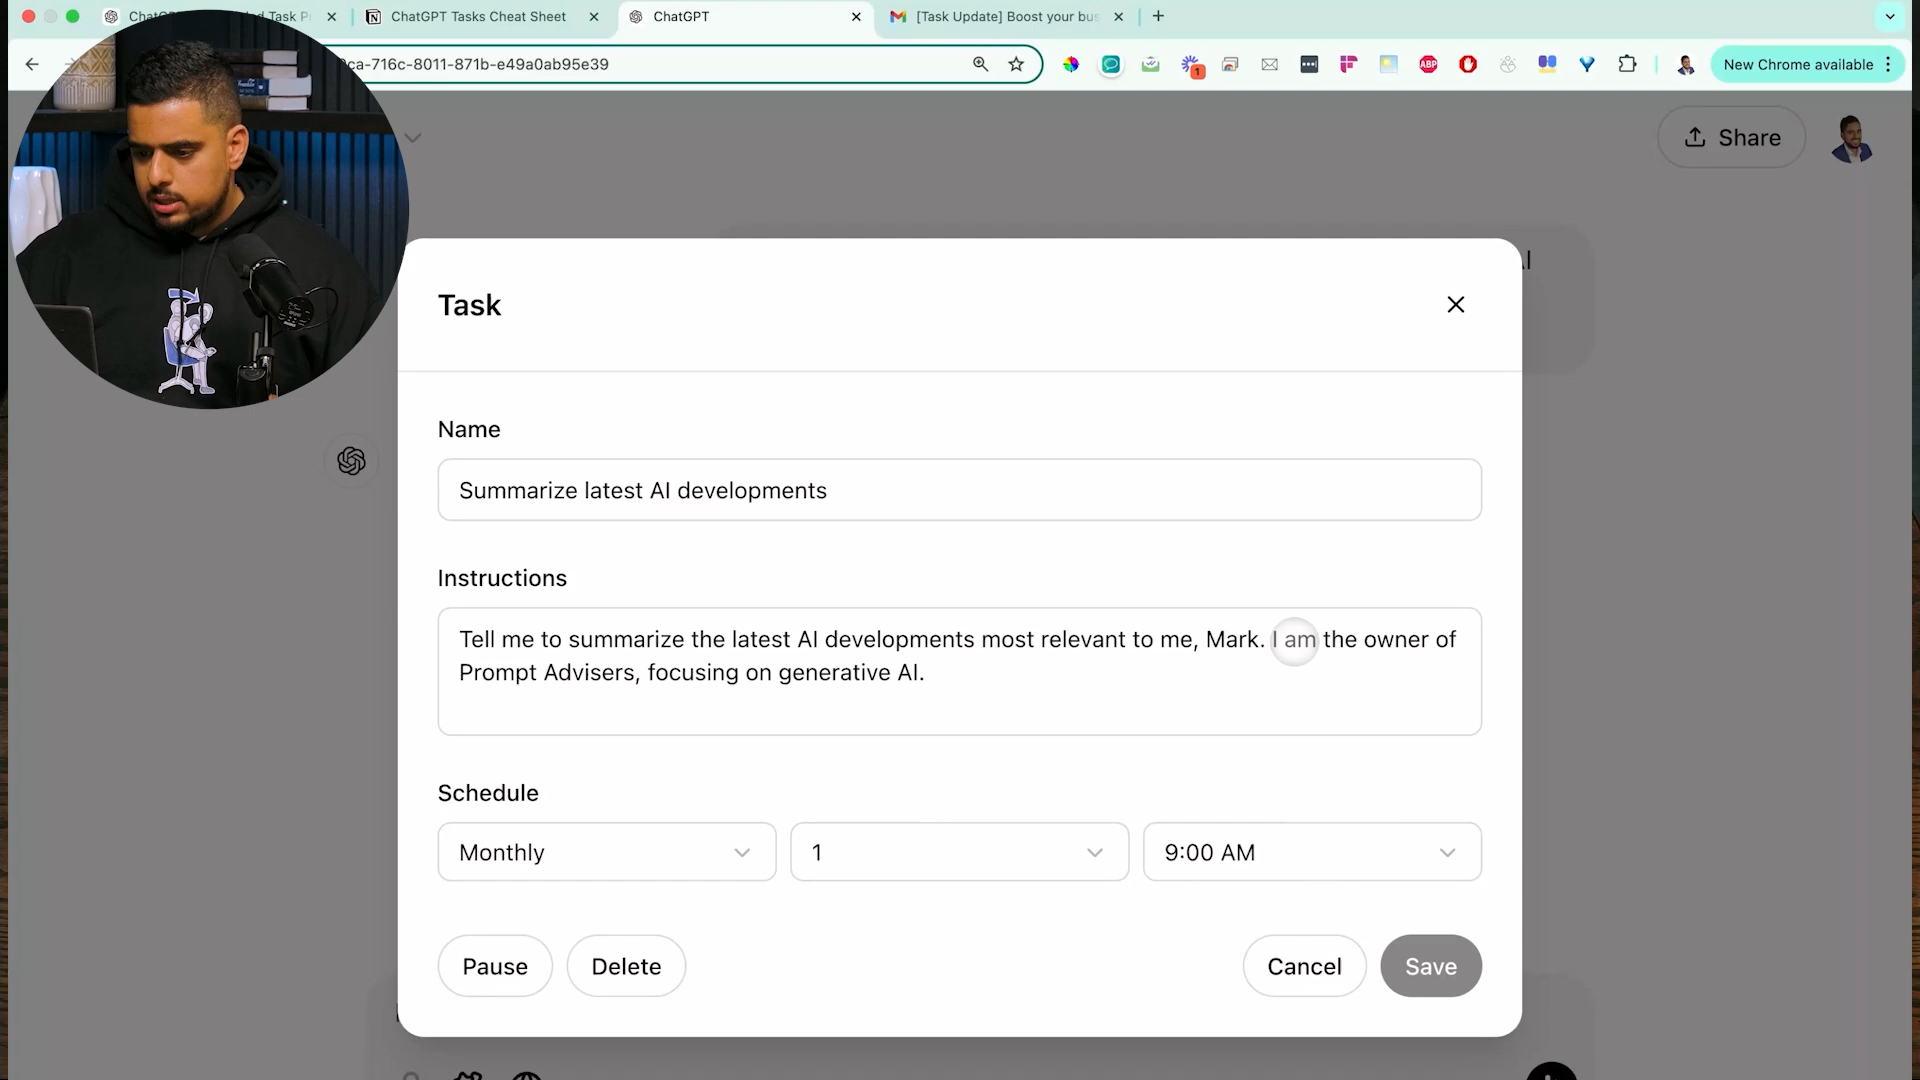 ChatGPT Tasks Cheat Sheet
ChatGPT
[Task Update] Boost your bus
ca-716c-8011-871b-e49a0ab95e39
1
ABP
New Chrome available
Share
Task
Name
Summarize latest AI developments
Instructions
Tell me to summarize the latest AI developments most relevant to me, Mark. I am the owner of
Prompt Advisers, focusing on generative AI.
Schedule
Monthly
1
9:00 AM
Pause
Delete
Cancel
Save